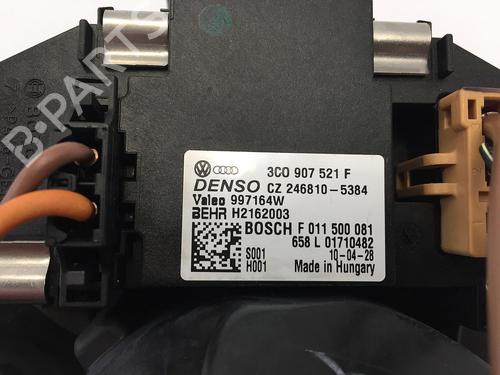 B-PARTS
3C0 907 521 F
DENSO CZ 246810-5384
Valeo 997164W
BEHR H2162003
BOSCH F 011 500 081
658 L 01710482
S001 10-04-28
H001 Made in Hungary